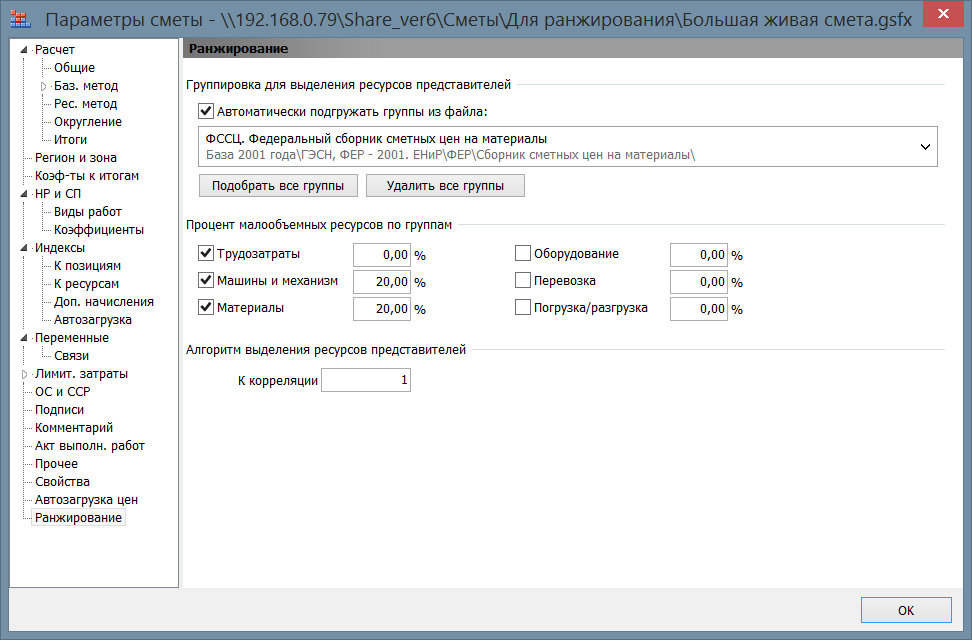 Параметры сметы - \\192.168.0.79\Share_ver6\Сметы\Для ранжирования\Большая живая смета.gsfx
Расчет
Общие
Баз. метод
Рес. метод
Округление
Итоги
Регион и зона
Коэф-ты к итогам
НР и СП
Виды работ
Коэффициенты
Индексы
К позициям
К ресурсам
Доп. начисления
Автозагрузка
Переменные
Связи
Лимит. затраты
ОС и ССР
Подписи
Комментарий
Акт выполн. работ
Прочее
Свойства
Автозагрузка цен
Ранжирование
Ранжирование
Группировка для выделения ресурсов представителей
Автоматически подгружать группы из файла:
ФССЦ. Федеральный сборник сметных цен на материалы
База 2001 года\ГЭСН, ФЕР - 2001. ЕНиР\ФЕР\Сборник сметных цен на материалы\
Подобрать все группы Удалить все группы
Процент малообъемных ресурсов по группам
Трудозатраты 0,00 % Оборудование 0,00 %
Машины и механизм 20,00 % Перевозка 0,00 %
Материалы 20,00 % Погрузка/разгрузка 0,00 %
Алгоритм выделения ресурсов представителей
К корреляции 1
ОК